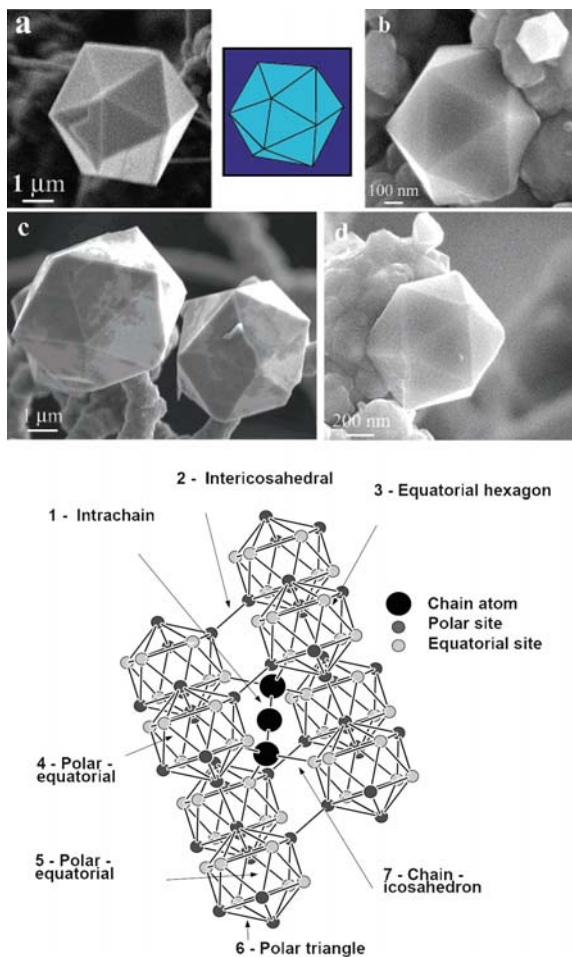 a
b
1 μm
100 nm
c
d
1 μm
200 nm
2 - Intericosahedral
1 - Intrachain
3 - Equatorial hexagon
Chain atom
Polar site
Equatorial site
4 - Polar -
equatorial
5 - Polar -
equatorial
7 - Chain -
icosahedron
6 - Polar triangle